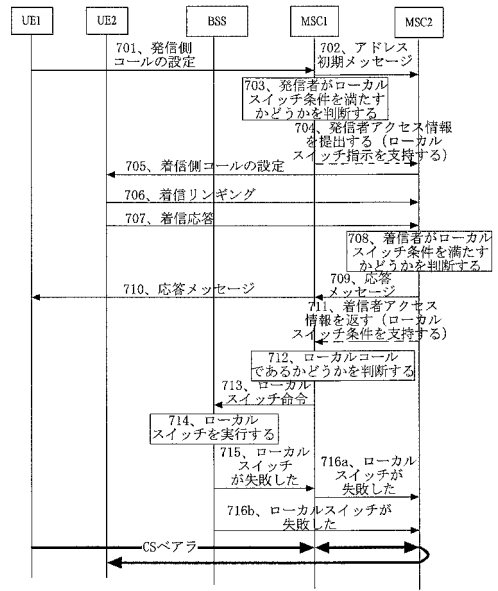 UE1
UE2
BSS
MSC1
MSC2
701、発信側
コールの設定
702、アドレス
初期メッセージ
703、発信者がローカル
スイッチ条件を満たす
かどうかを判断する
704、発信者アクセス情報
を提出する（ローカル
スイッチ指示を支持する）
705、着信側コールの設定
706、着信リンギング
707、着信応答
708、着信者がローカル
スイッチ条件を満たす
かどうかを判断する
709、応答
メッセージ
710、応答メッセージ
711、着信者アクセス
情報を返す（ローカル
スイッチ条件を支持する）
712、ローカルコール
であるかどうかを判断する
713、ローカル
スイッチ命令
714、ローカル
スイッチを実行する
715、ローカル
スイッチ
が失敗した
716a、ローカル
スイッチが
失敗した
716b、ローカルスイッチが
失敗した
CSベアラ